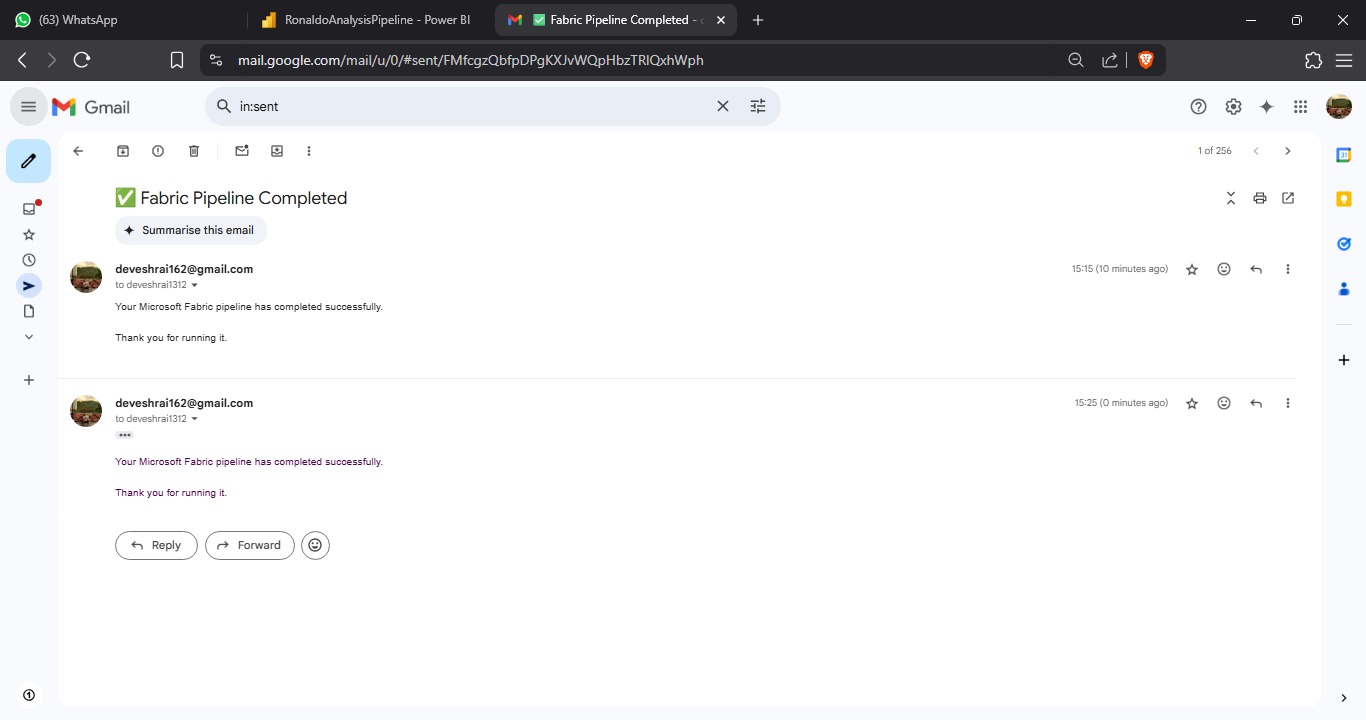 (63) WhatsApp
RonaldoAnalysisPipeline - Power BI
✅ Fabric Pipeline Completed -
mail.google.com/mail/u/0/#sent/FMfcgzQbfpDPgKXJvWQpHbzTRlQxhWph
Gmail
in:sent
1 of 256
✅ Fabric Pipeline Completed
Summarise this email
deveshrai162@gmail.com
15:15 (10 minutes ago)
to deveshrai1312
Your Microsoft Fabric pipeline has completed successfully.
Thank you for running it.
deveshrai162@gmail.com
15:25 (0 minutes ago)
to deveshrai1312
Your Microsoft Fabric pipeline has completed successfully.
Thank you for running it.
Reply
Forward
31
1